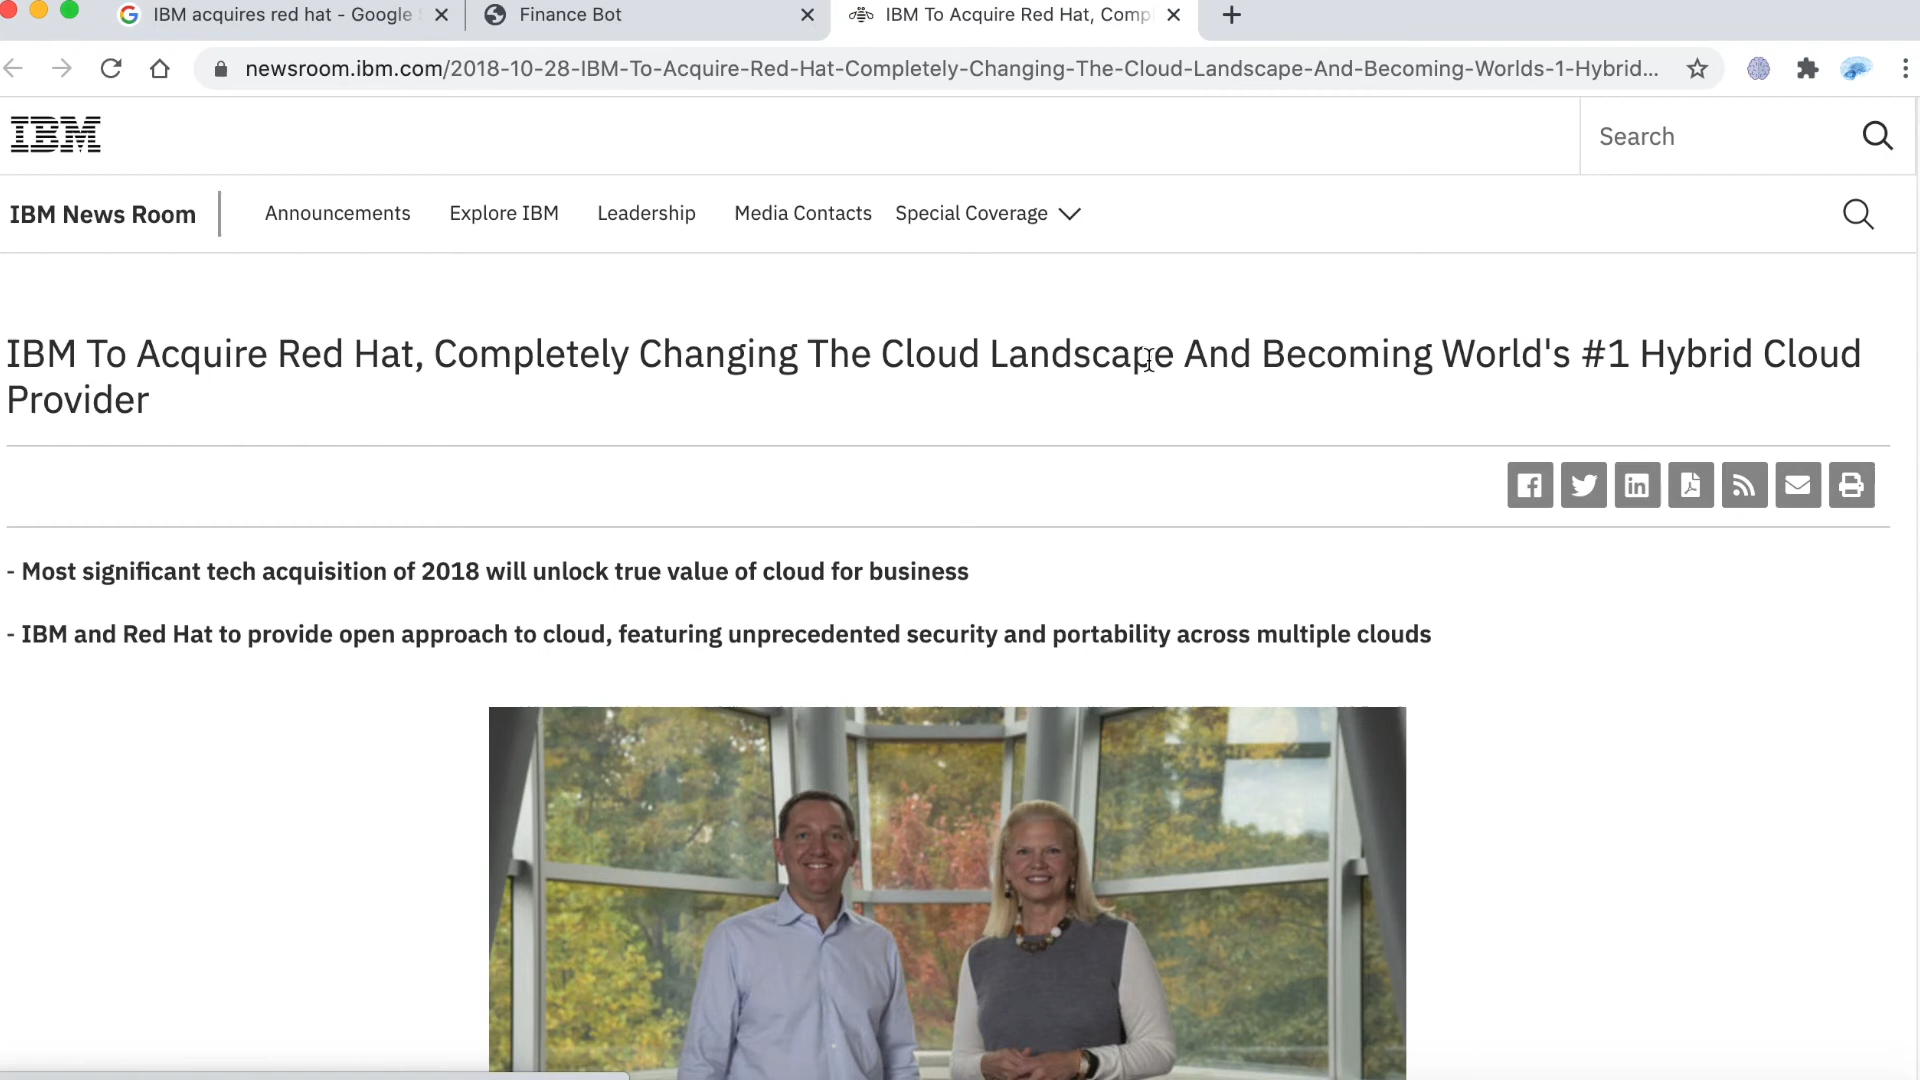 IBM acquires red hat - Google
Finance Bot
IBM To Acquire Red Hat, Comp
newsroom.ibm.com/2018-10-28-IBM-To-Acquire-Red-Hat-Completely-Changing-The-Cloud-Landscape-And-Becoming-Worlds-1-Hybrid...
IBM
Search
IBM News Room
Announcements
Explore IBM
Leadership
Media Contacts
Special Coverage
IBM To Acquire Red Hat, Completely Changing The Cloud Landscape And Becoming World's #1 Hybrid Cloud
Provider
- Most significant tech acquisition of 2018 will unlock true value of cloud for business
- IBM and Red Hat to provide open approach to cloud, featuring unprecedented security and portability across multiple clouds